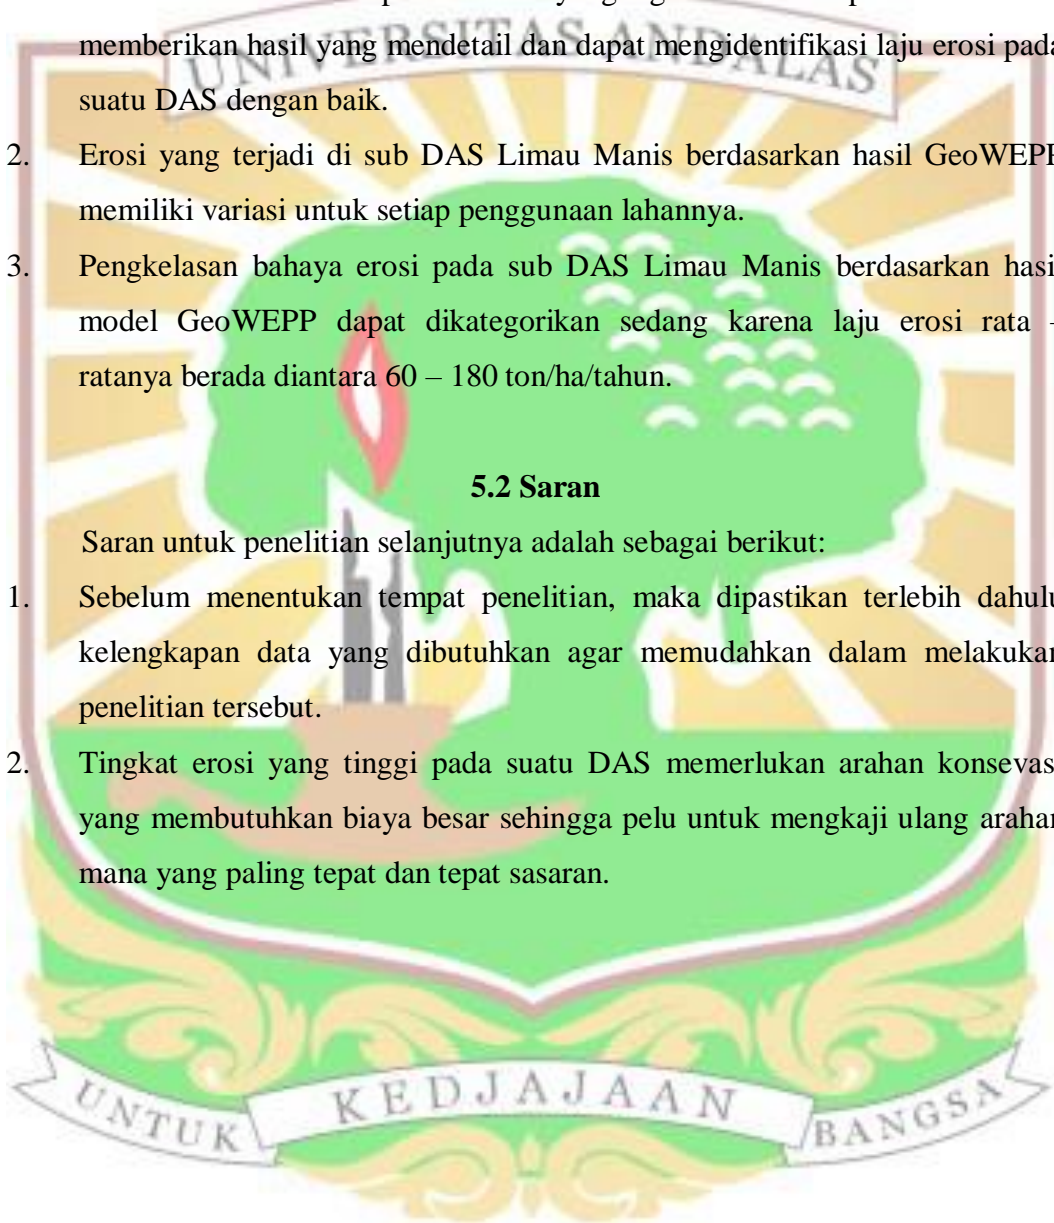 memberikan hasil yang mendetail dan dapat mengidentifikasi laju erosi pada
suatu DAS dengan baik.
2. Erosi yang terjadi di sub DAS Limau Manis berdasarkan hasil GeoWEPP
memiliki variasi untuk setiap penggunaan lahannya.
3. Pengkelasan bahaya erosi pada sub DAS Limau Manis berdasarkan hasil
model GeoWEPP dapat dikategorikan sedang karena laju erosi rata –
ratanya berada diantara 60 – 180 ton/ha/tahun.
5.2 Saran
Saran untuk penelitian selanjutnya adalah sebagai berikut:
1. Sebelum menentukan tempat penelitian, maka dipastikan terlebih dahulu
kelengkapan data yang dibutuhkan agar memudahkan dalam melakukan
penelitian tersebut.
2. Tingkat erosi yang tinggi pada suatu DAS memerlukan arahan konsevasi
yang membutuhkan biaya besar sehingga pelu untuk mengkaji ulang arahan
mana yang paling tepat dan tepat sasaran.
UNIVERSITAS ANDALAS
UNTUK KEDJAJAAN BANGSA